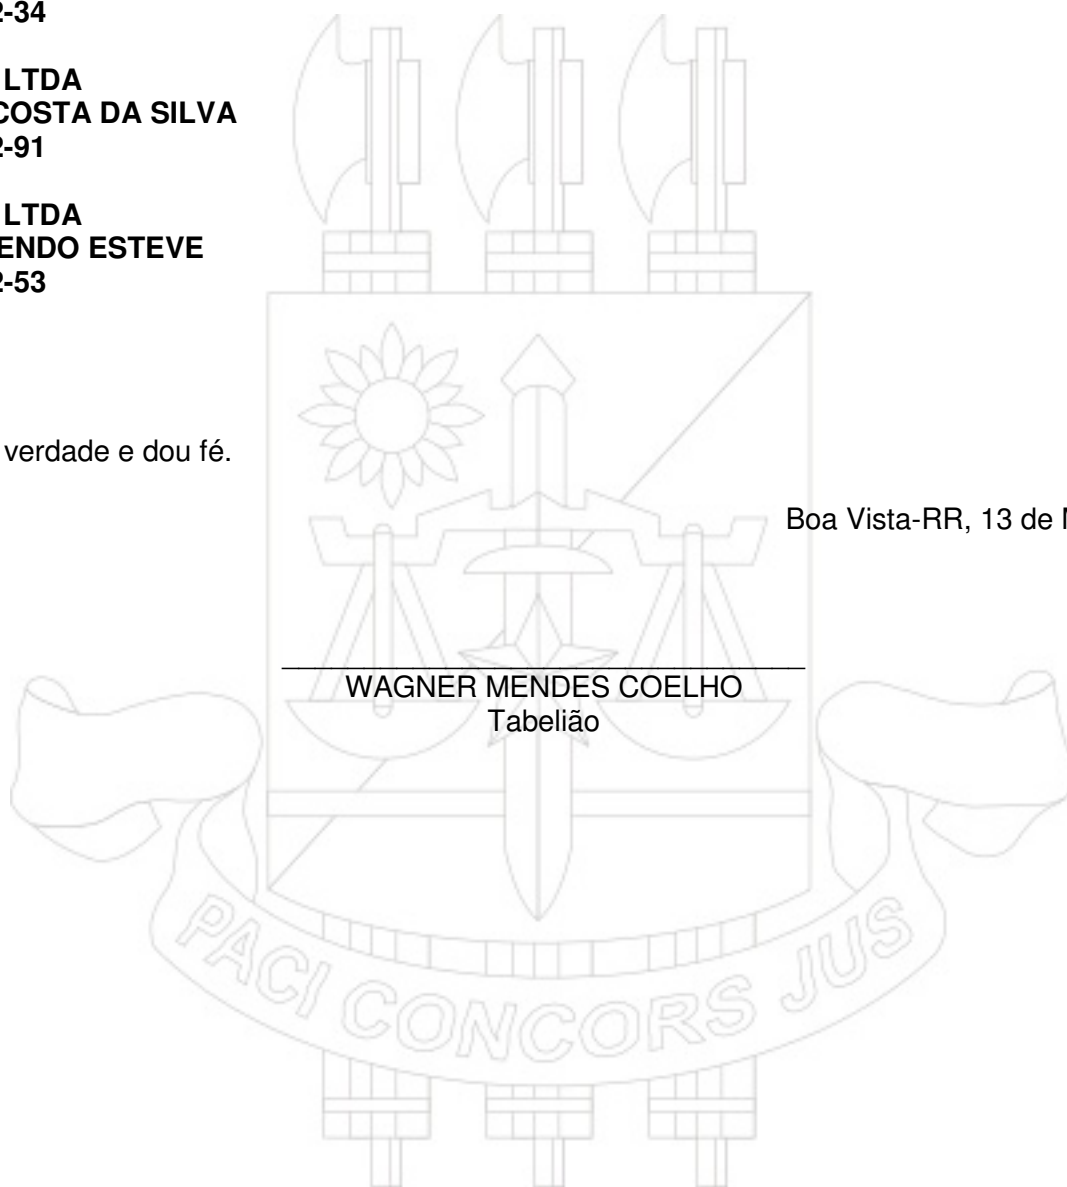 2-34
LTDA
COSTA DA SILVA
2-91
LTDA
ENDO ESTEVE
2-53
verdade e dou fé.
Boa Vista-RR, 13 de
WAGNER MENDES COELHO
Tabelião
PACI CONCORS JUS